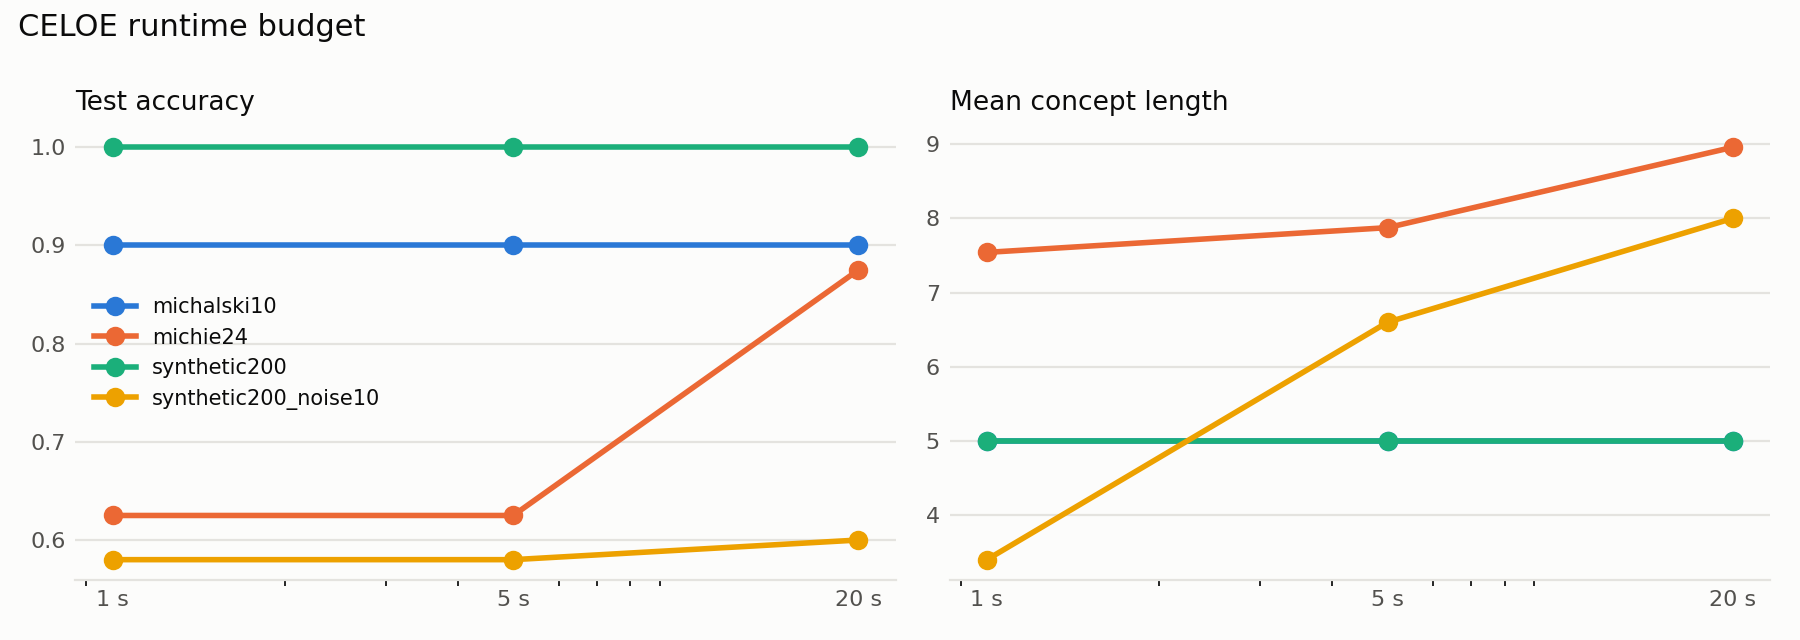 CELOE runtime budget
Test accuracy
1.0
0.9
0.8
0.7
0.6
michalski10
michie24
synthetic200
synthetic200_noise10
1 s
5 s
20 s
Mean concept length
9
8
7
6
5
4
1 s
5 s
20 s